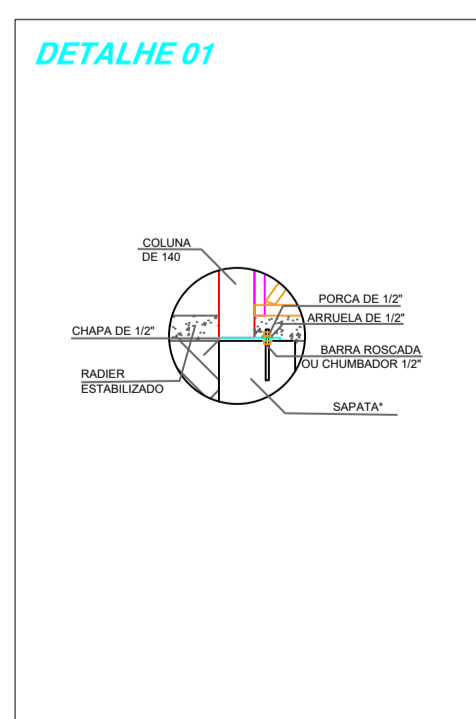 DETALHE 01
COLUNA
DE 140
PORCA DE 1/2"
ARRUELA DE 1/2"
CHAPA DE 1/2"
BARRA ROSCADA
OU CHUMBADOR 1/2"
RADIER
ESTABILIZADO
SAPATA*